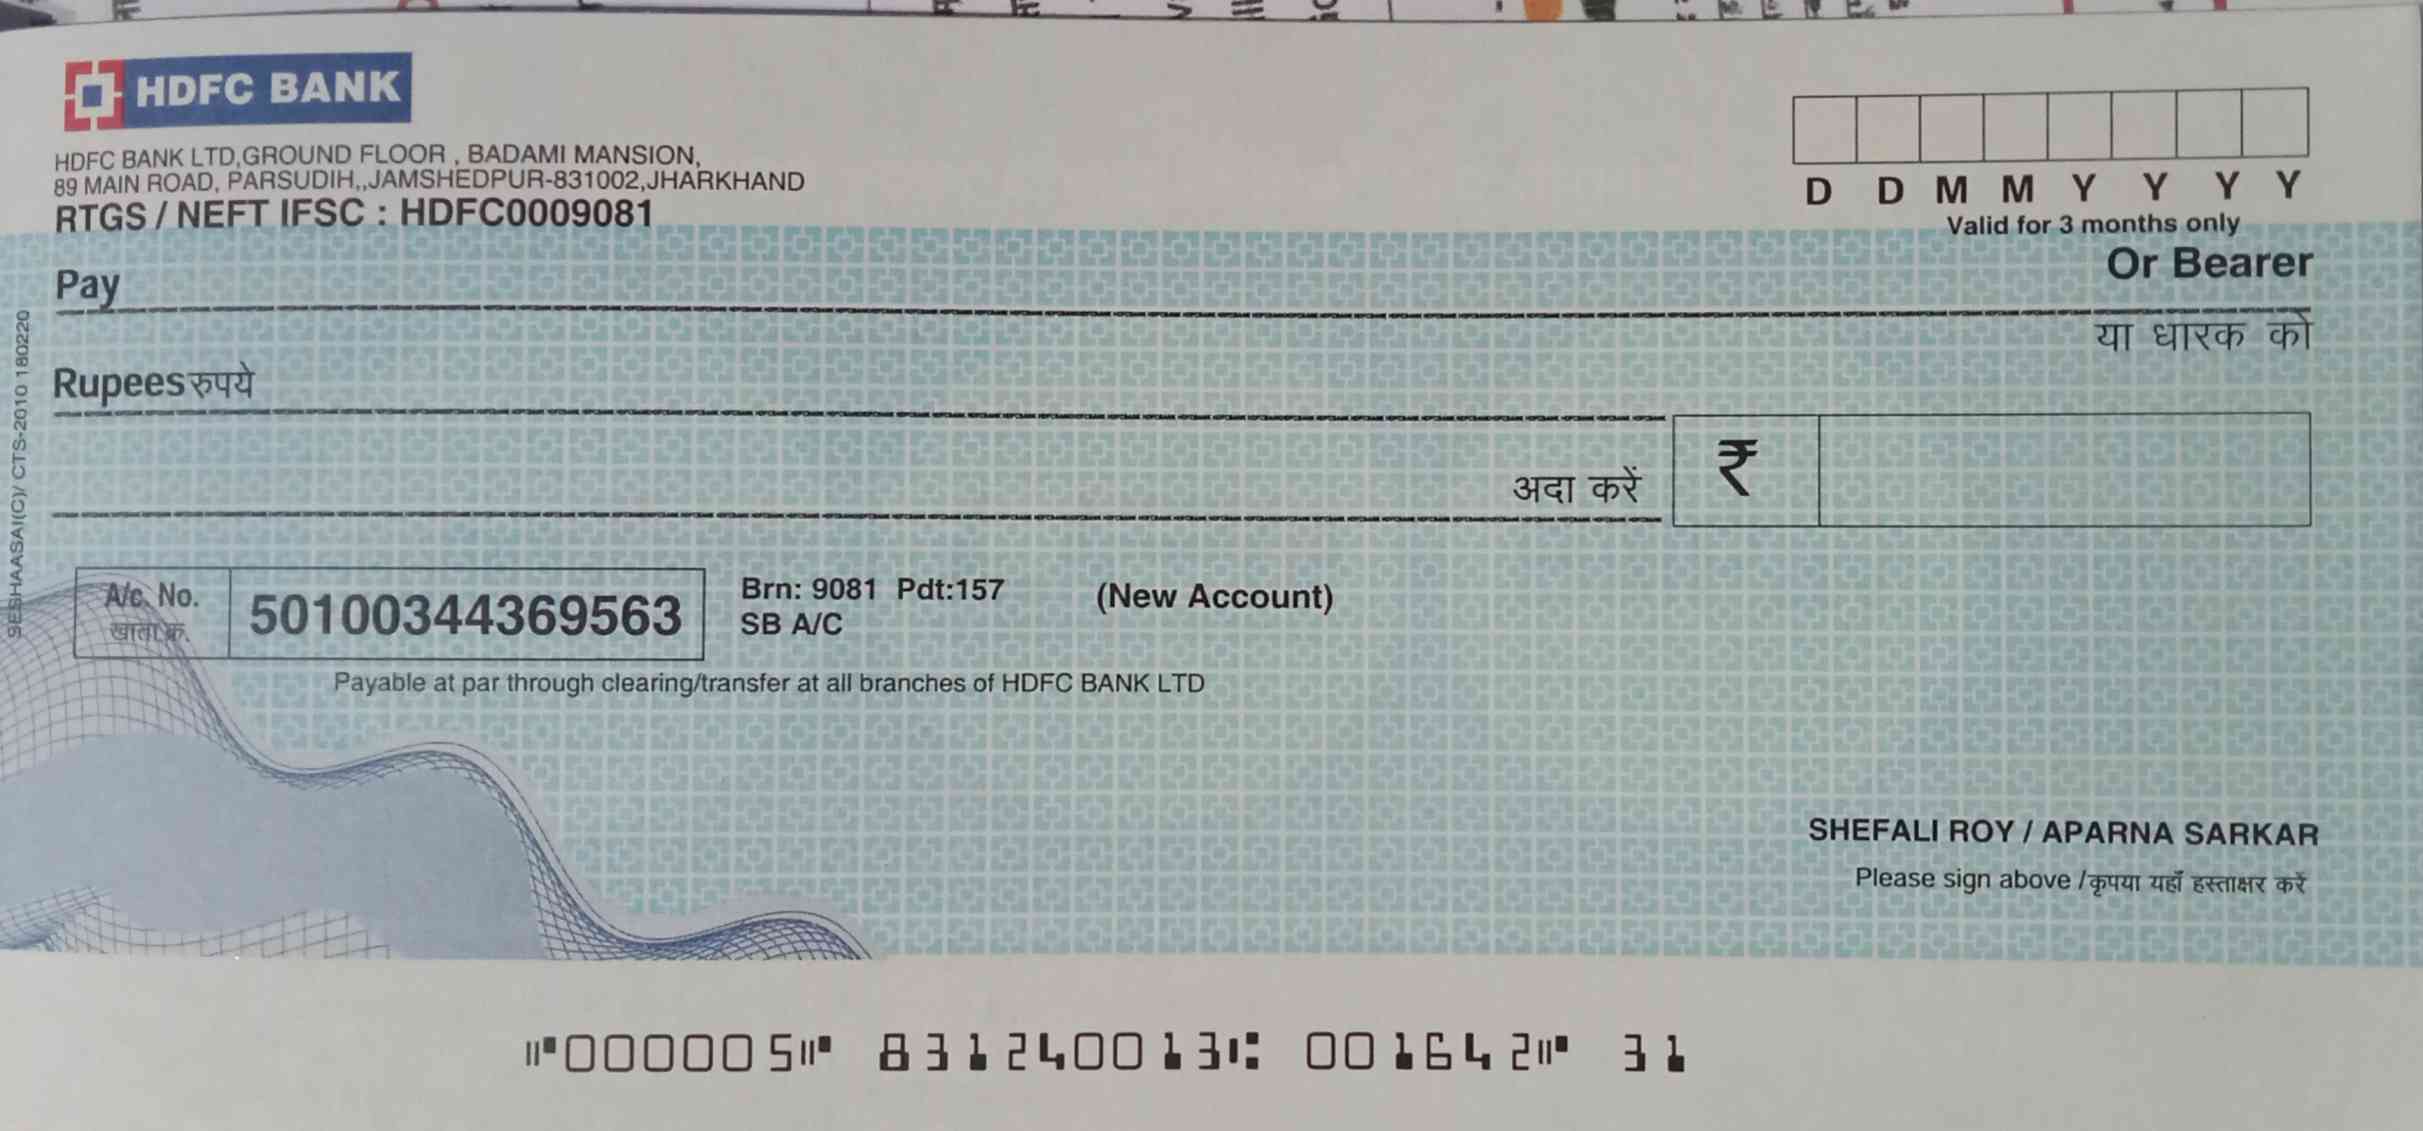 HDFC BANK
HDFC BANK LTD,GROUND FLOOR , BADAMI MANSION,
89 MAIN ROAD, PARSUDIH,,JAMSHEDPUR-831002,JHARKHAND
RTGS / NEFT IFSC : HDFC0009081
D D M M Y Y Y Y
Valid for 3 months only
Pay
Or Bearer
या धारक को
Rupees रुपये
अदा करें
₹
A/c. No.
खाता क्र.
50100344369563
Brn: 9081 Pdt:157
SB A/C
(New Account)
Payable at par through clearing/transfer at all branches of HDFC BANK LTD
SHEFALI ROY / APARNA SARKAR
Please sign above /कृपया यहाँ हस्ताक्षर करें
⑈000005⑈ 831240013⑆ 001642⑈ 31
SESHAASAI(C)/ CTS-2010 180220